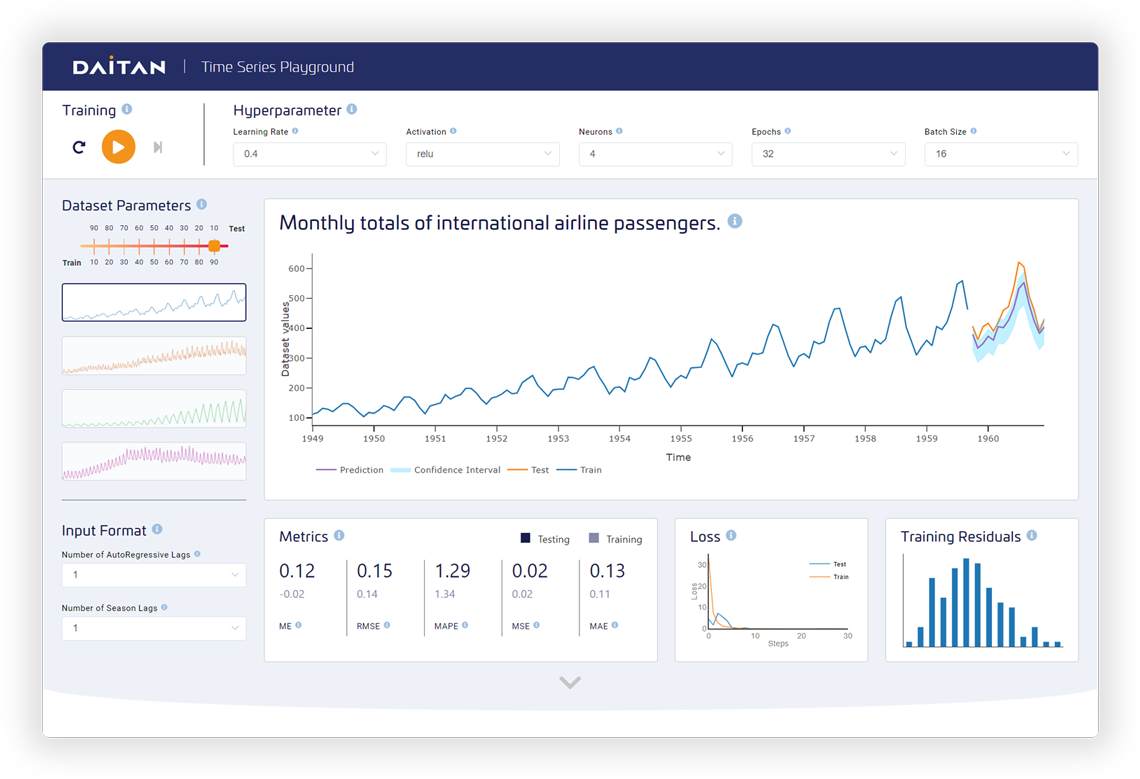 DAITAN | Time Series Playground
Training
Hyperparameter
Learning Rate
0.4
Activation
relu
Neurons
4
Epochs
32
Batch Size
16
Dataset Parameters
90 80 70 60 50 40 30 20 10 Test
Train 10 20 30 40 50 60 70 80 90
Monthly totals of international airline passengers.
Dataset values
600
500
400
300
200
100
1949 1950 1951 1952 1953 1954 1955 1956 1957 1958 1959 1960
Time
Prediction Confidence Interval Test Train
Input Format
Number of AutoRegressive Lags
1
Number of Season Lags
1
Metrics
Testing Training
0.12 0.15 1.29 0.02 0.13
-0.02 0.14 1.34 0.02 0.11
ME RMSE MAPE MSE MAE
Loss
Test
Train
Loss
30
20
10
0
0 10 20 30
Steps
Training Residuals